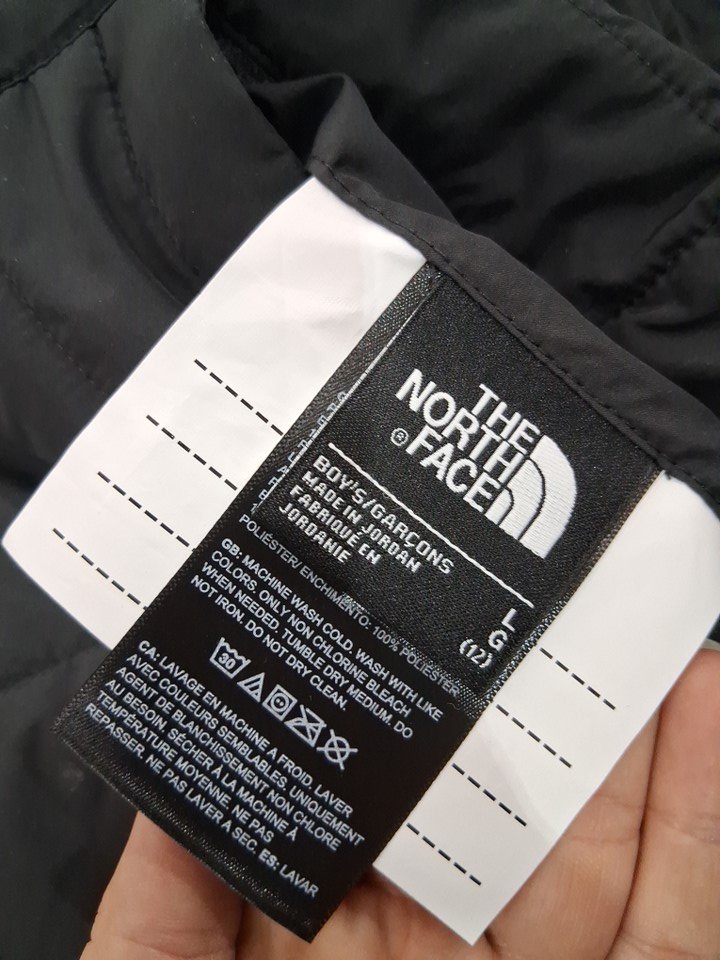 THE
NORTH
FACE
®
BOY'S/GARÇONS
MADE IN JORDAN
FABRIQUÉ EN
JORDANIE
L
G
(12)
POLIÉSTER/ ENCHIMENTO: 100% POLIESTER
GB: MACHINE WASH COLD. WASH WITH LIKE
COLORS. ONLY NON CHLORINE BLEACH
WHEN NEEDED. TUMBLE DRY MEDIUM. DO
NOT IRON. DO NOT DRY CLEAN.
30
CA: LAVAGE EN MACHINE A FROID. LAVER
AVEC COULEURS SEMBLABLES. UNIQUEMENT
AGENT DE BLANCHISSEMENT NON CHLORE
AU BESOIN. SÉCHER À LA MACHINE À
TEMPÉRATURE MOYENNE. NE PAS
REPASSER. NE PAS LAVER À SEC. ES: LAVAR